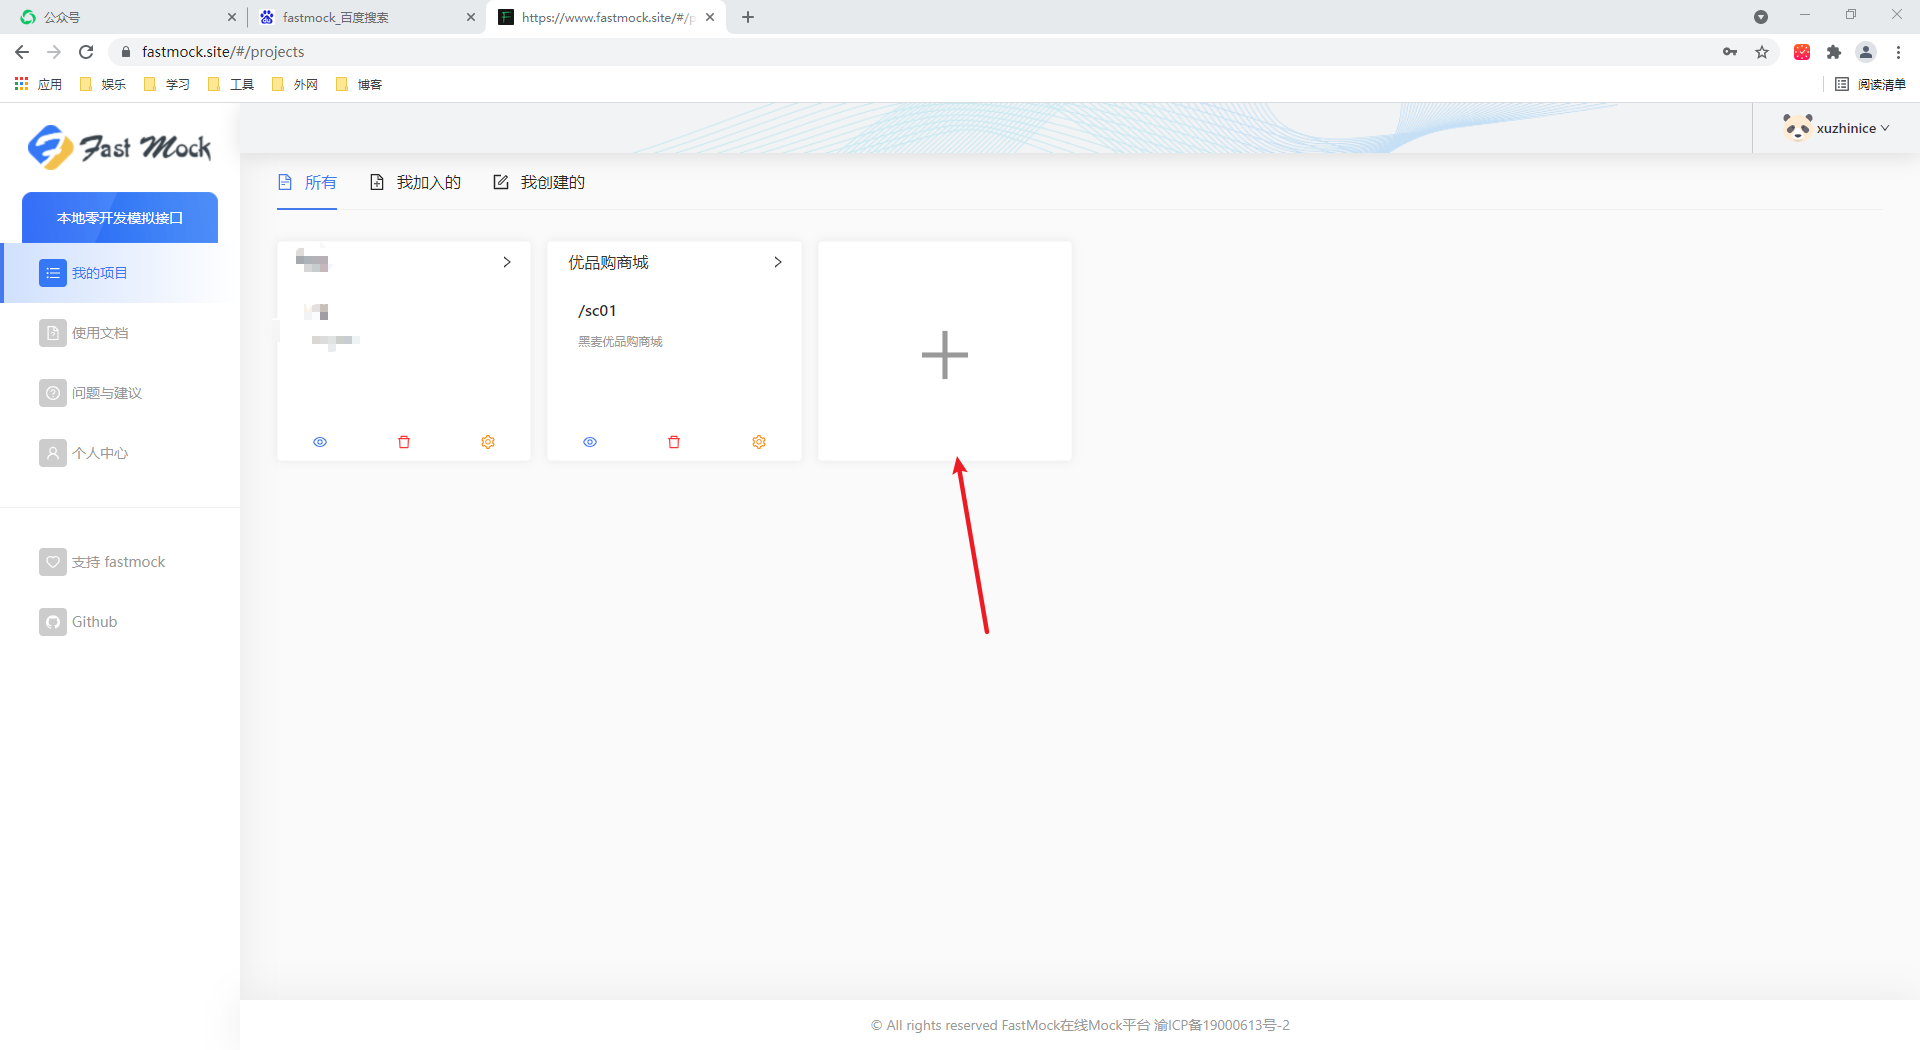 公众号
fastmock_百度搜索
https://www.fastmock.site/#/p
fastmock.site/#/projects
应用
娱乐
学习
工具
外网
博客
阅读清单
Fast Mock
xuzhinice
本地零开发模拟接口
我的项目
使用文档
问题与建议
个人中心
支持 fastmock
Github
所有
我加入的
我创建的
优品购商城
/sc01
黑麦优品购商城
© All rights reserved FastMock在线Mock平台 渝ICP备19000613号-2